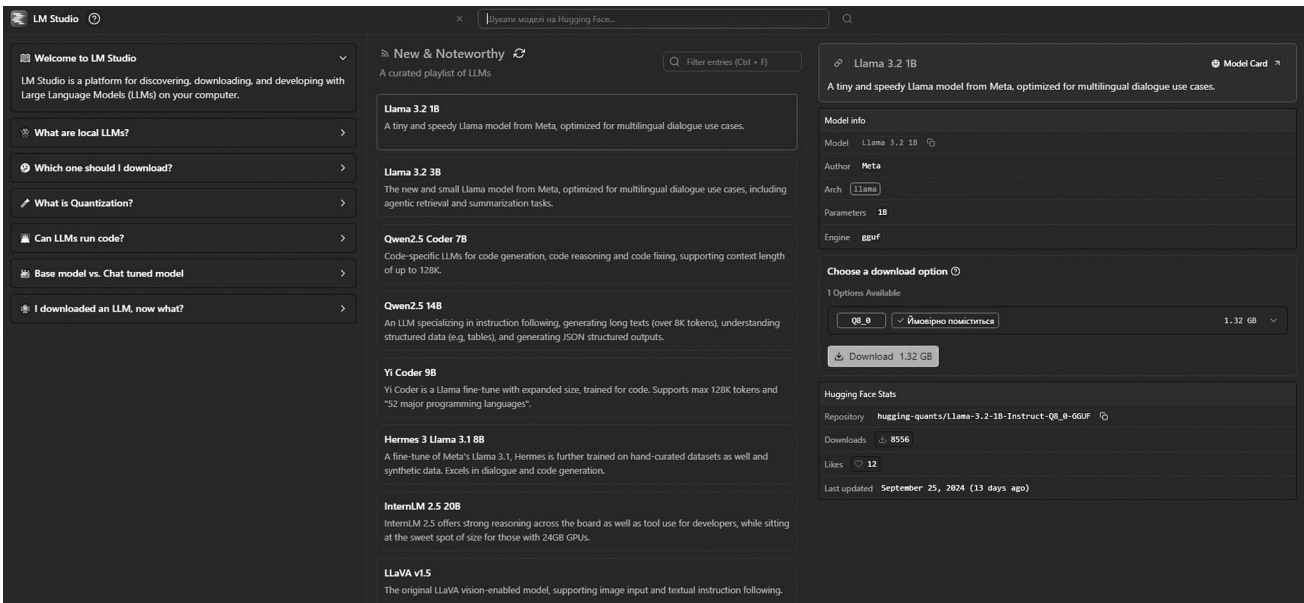 LM Studio
Шукати моделі на Hugging Face...
Welcome to LM Studio
LM Studio is a platform for discovering, downloading, and developing with
Large Language Models (LLMs) on your computer.
What are local LLMs?
Which one should I download?
What is Quantization?
Can LLMs run code?
Base model vs. Chat tuned model
I downloaded an LLM, now what?
New & Noteworthy
A curated playlist of LLMs
Filter entries (Ctrl + F)
Llama 3.2 1B
A tiny and speedy Llama model from Meta, optimized for multilingual dialogue use cases.
Llama 3.2 3B
The new and small Llama model from Meta, optimized for multilingual dialogue use cases, including
agentic retrieval and summarization tasks.
Qwen2.5 Coder 7B
Code-specific LLMs for code generation, code reasoning and code fixing, supporting context length
of up to 128K.
Qwen2.5 14B
An LLM specializing in instruction following, generating long texts (over 8K tokens), understanding
structured data (e.g, tables), and generating JSON structured outputs.
Yi Coder 9B
Yi Coder is a Llama fine-tune with expanded size, trained for code. Supports max 128K tokens and
"52 major programming languages".
Hermes 3 Llama 3.1 8B
A fine-tune of Meta's Llama 3.1, Hermes is further trained on hand-curated datasets as well and
synthetic data. Excels in dialogue and code generation.
InternLM 2.5 20B
InternLM 2.5 offers strong reasoning across the board as well as tool use for developers, while sitting
at the sweet spot of size for those with 24GB GPUs.
LLaVA v1.5
The original LLaVA vision-enabled model, supporting image input and textual instruction following.
Llama 3.2 1B
Model Card
A tiny and speedy Llama model from Meta, optimized for multilingual dialogue use cases.
Model info
Model Llama 3.2 1B
Author Meta
Arch llama
Parameters 1B
Engine gguf
Choose a download option
1 Options Available
Q8_0 Ймовірно поміститься 1.32 GB
Download 1.32 GB
Hugging Face Stats
Repository hugging-quants/Llama-3.2-1B-Instruct-Q8_0-GGUF
Downloads 8556
Likes 12
Last updated September 25, 2024 (13 days ago)